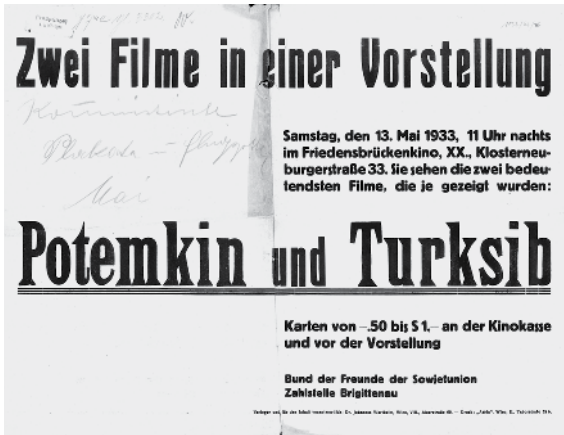 Zwei Filme in einer Vorstellung
Kommunistische
Plakate
Mai
Samstag, den 13. Mai 1933, 11 Uhr nachts
im Friedensbrückenkino, XX., Klosterneu-
burgerstraße 33. Sie sehen die zwei bedeu-
tendsten Filme, die je gezeigt wurden:
Potemkin und Turksib
Karten von –.50 bis S 1.– an der Kinokasse
und vor der Vorstellung
Bund der Freunde der Sowjetunion
Zahlstelle Brigittenau